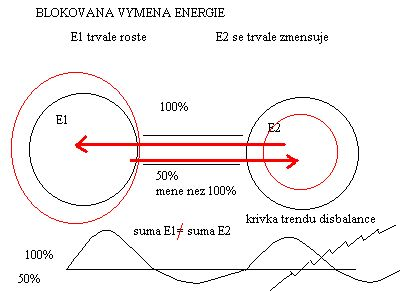 BLOKOVANA VYMENA ENERGIE
E1 trvale roste
E2 se trvale zmensuje
100%
E1
E2
50%
mene nez 100%
krivka trendu disbalance
suma E1≠ suma E2
100%
50%